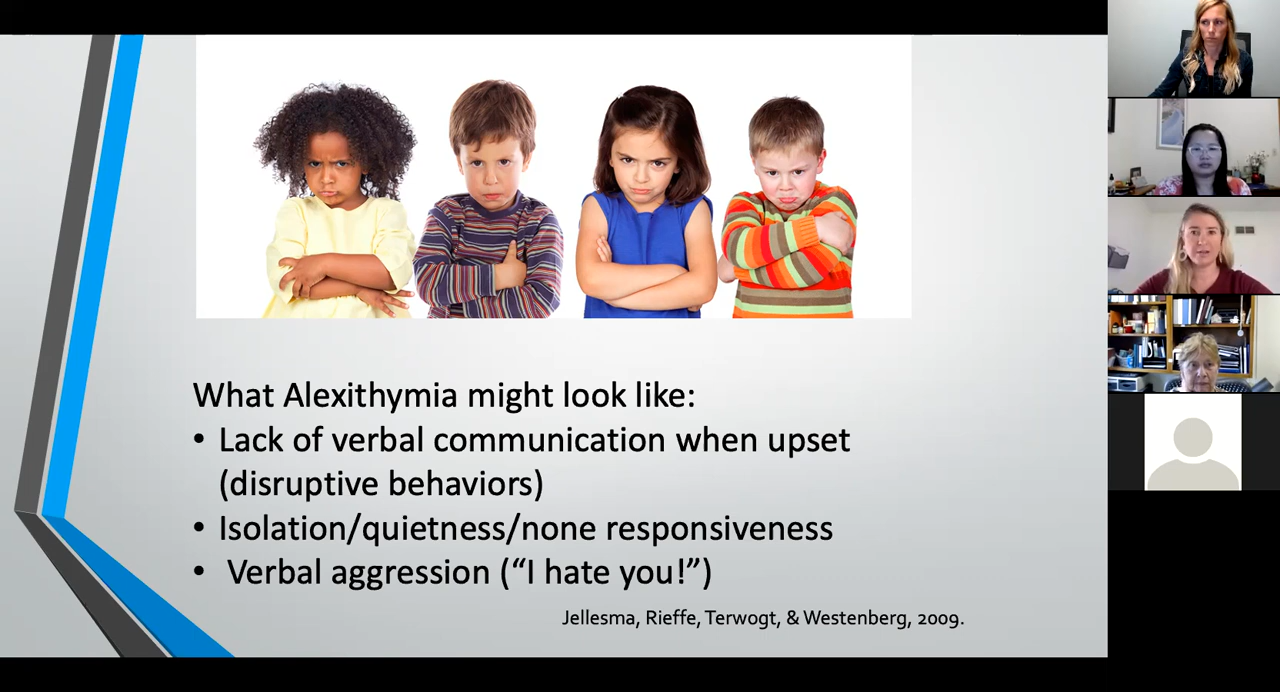 What Alexithymia might look like:
• Lack of verbal communication when upset
(disruptive behaviors)
• Isolation/quietness/none responsiveness
• Verbal aggression (“I hate you!”)
Jellesma, Rieffe, Terwogt, & Westenberg, 2009.